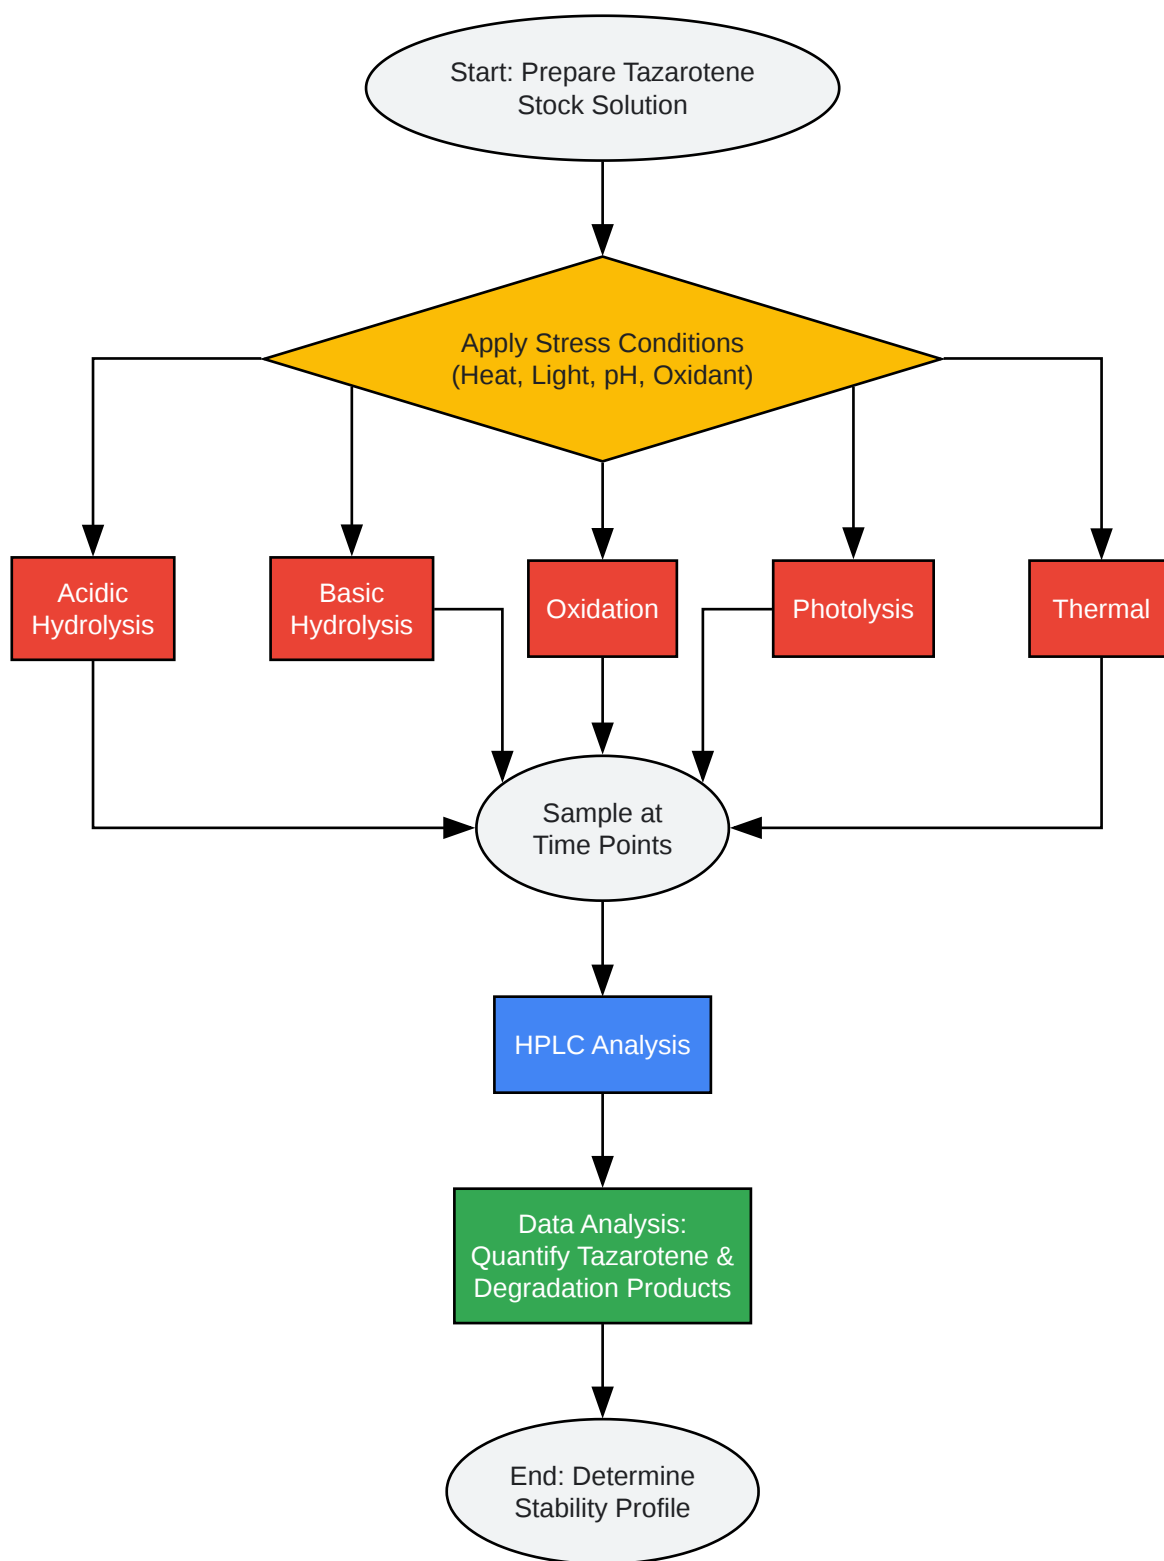 Start: Prepare Tazarotene
Stock Solution
Apply Stress Conditions
(Heat, Light, pH, Oxidant)
Acidic
Hydrolysis
Basic
Hydrolysis
Oxidation
Photolysis
Thermal
Sample at
Time Points
HPLC Analysis
Data Analysis:
Quantify Tazarotene &
Degradation Products
End: Determine
Stability Profile